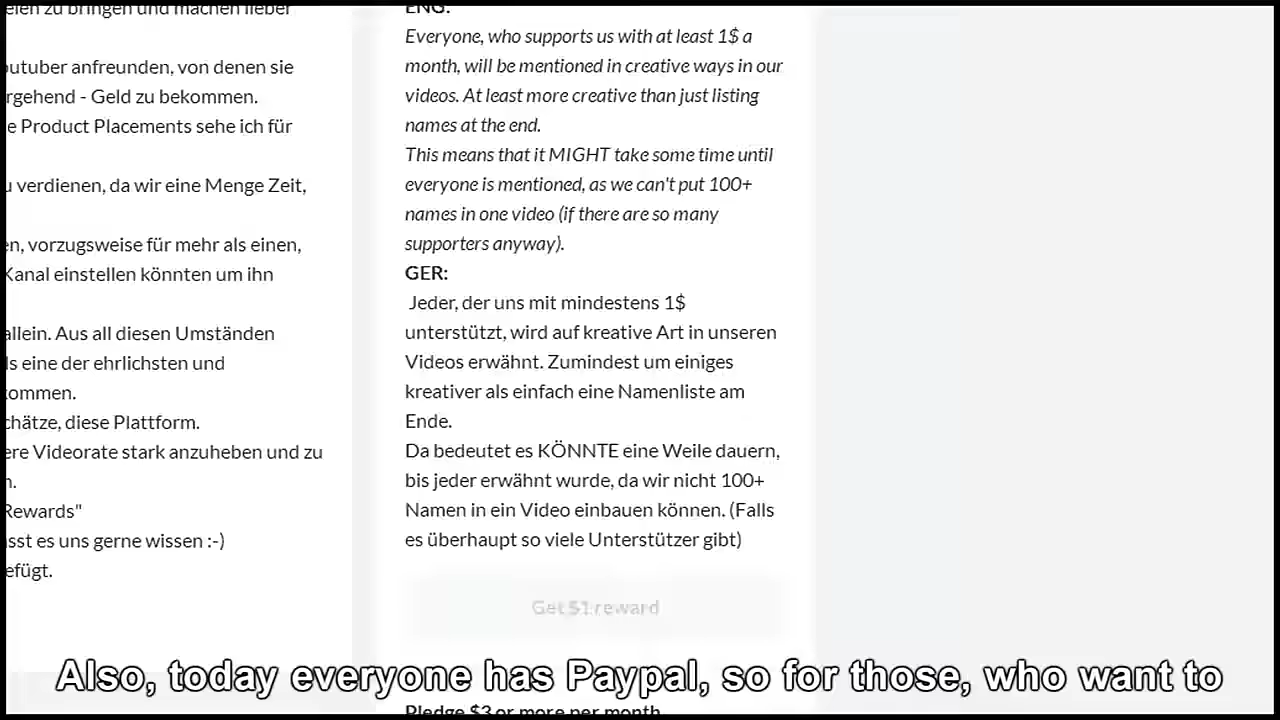 elen zu bringen und machen lieber
outuber anfreunden, von denen sie
rgehend - Geld zu bekommen.
e Product Placements sehe ich für
u verdienen, da wir eine Menge Zeit,
en, vorzugsweise für mehr als einen,
Kanal einstellen könnten um ihn
allein. Aus all diesen Umständen
ls eine der ehrlichsten und
kommen.
chätze, diese Plattform.
ere Videorate stark anzuheben und zu
n.
Rewards"
asst es uns gerne wissen :-)
efügt.
ENG:
Everyone, who supports us with at least 1$ a
month, will be mentioned in creative ways in our
videos. At least more creative than just listing
names at the end.
This means that it MIGHT take some time until
everyone is mentioned, as we can't put 100+
names in one video (if there are so many
supporters anyway).
GER:
Jeder, der uns mit mindestens 1$
unterstützt, wird auf kreative Art in unseren
Videos erwähnt. Zumindest um einiges
kreativer als einfach eine Namenliste am
Ende.
Da bedeutet es KÖNNTE eine Weile dauern,
bis jeder erwähnt wurde, da wir nicht 100+
Namen in ein Video einbauen können. (Falls
es überhaupt so viele Unterstützer gibt)
Get $1 reward
Pledge $3 or more per month
Also, today everyone has Paypal, so for those, who want to